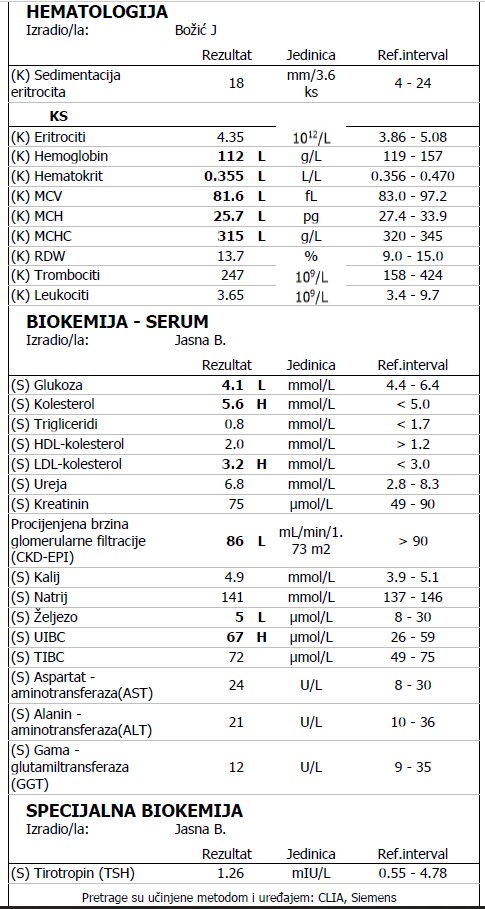 HEMATOLOGIJA
Izradio/la: Božić J
Rezultat Jedinica Ref.interval
(K) Sedimentacija eritrocita 18 mm/3.6 ks 4 - 24
KS
(K) Eritrociti 4.35 10¹²/L 3.86 - 5.08
(K) Hemoglobin 112 L g/L 119 - 157
(K) Hematokrit 0.355 L L/L 0.356 - 0.470
(K) MCV 81.6 L fL 83.0 - 97.2
(K) MCH 25.7 L pg 27.4 - 33.9
(K) MCHC 315 L g/L 320 - 345
(K) RDW 13.7 % 9.0 - 15.0
(K) Trombociti 247 10⁹/L 158 - 424
(K) Leukociti 3.65 10⁹/L 3.4 - 9.7
BIOKEMIJA - SERUM
Izradio/la: Jasna B.
Rezultat Jedinica Ref.interval
(S) Glukoza 4.1 L mmol/L 4.4 - 6.4
(S) Kolesterol 5.6 H mmol/L < 5.0
(S) Trigliceridi 0.8 mmol/L < 1.7
(S) HDL-kolesterol 2.0 mmol/L > 1.2
(S) LDL-kolesterol 3.2 H mmol/L < 3.0
(S) Ureja 6.8 mmol/L 2.8 - 8.3
(S) Kreatinin 75 µmol/L 49 - 90
Procijenjena brzina glomerularne filtracije (CKD-EPI) 86 L mL/min/1.73 m2 > 90
(S) Kalij 4.9 mmol/L 3.9 - 5.1
(S) Natrij 141 mmol/L 137 - 146
(S) Željezo 5 L µmol/L 8 - 30
(S) UIBC 67 H µmol/L 26 - 59
(S) TIBC 72 µmol/L 49 - 75
(S) Aspartat - aminotransferaza(AST) 24 U/L 8 - 30
(S) Alanin - aminotransferaza(ALT) 21 U/L 10 - 36
(S) Gama - glutamiltransferaza (GGT) 12 U/L 9 - 35
SPECIJALNA BIOKEMIJA
Izradio/la: Jasna B.
Rezultat Jedinica Ref.interval
(S) Tirotropin (TSH) 1.26 mIU/L 0.55 - 4.78
Pretrage su učinjene metodom i uređajem: CLIA, Siemens